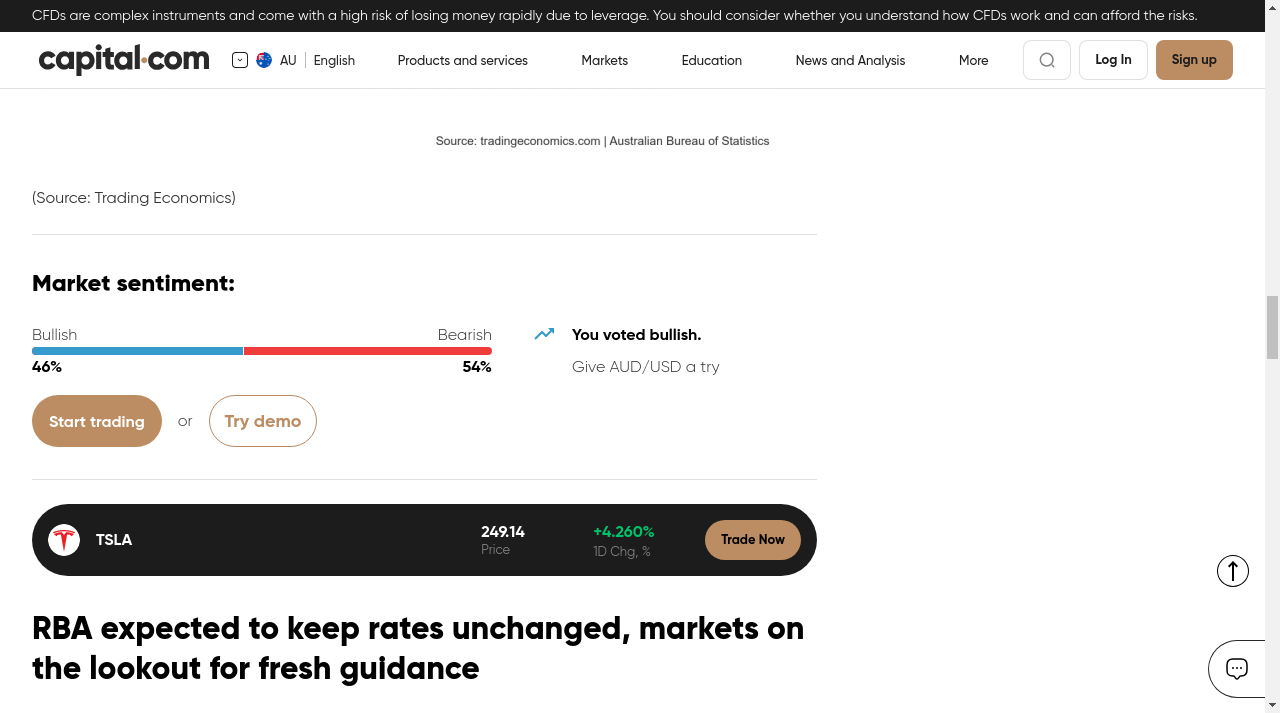 CFDs are complex instruments and come with a high risk of losing money rapidly due to leverage. You should consider whether you understand how CFDs work and can afford the risks.
capital.com
AU
English
Products and services
Markets
Education
News and Analysis
More
Log In
Sign up
Source: tradingeconomics.com | Australian Bureau of Statistics
(Source: Trading Economics)
Market sentiment:
Bullish
Bearish
46%
54%
You voted bullish.
Give AUD/USD a try
Start trading
or
Try demo
TSLA
249.14
Price
+4.260%
1D Chg, %
Trade Now
RBA expected to keep rates unchanged, markets on
the lookout for fresh guidance